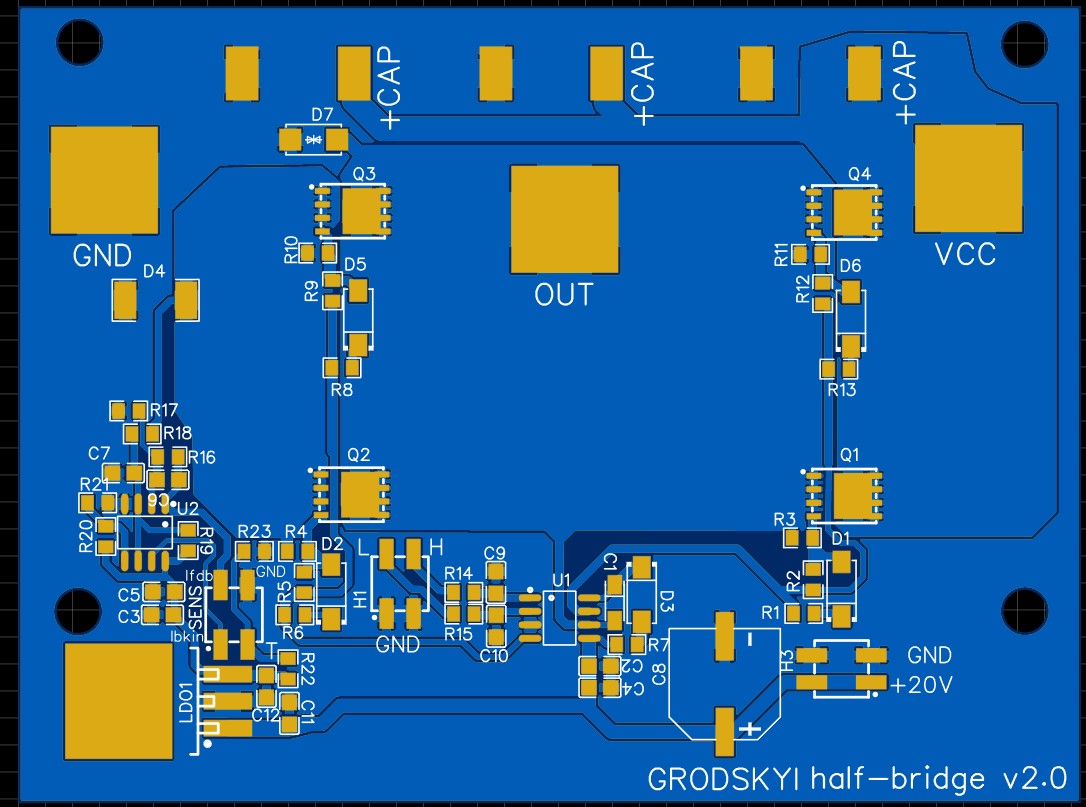 +CAP
+CAP
+CAP
D7
Q3
Q4
GND
OUT
VCC
R10
D5
R11
D6
D4
R9
R12
R8
R13
R17
R18
C7
R16
Q2
Q1
R21
C6
U2
R20
R19
R23
R4
D2
L
H
R3
D1
GND
C9
Ifdb
R5
R14
U1
C1
R2
C5
SENS
H1
D3
C3
R6
R15
R1
Ibkin
GND
R7
T
C10
C2
C8
-
H3
GND
R22
C4
+20V
LDO1
C12
C11
+
GRODSKYI half-bridge v2.0